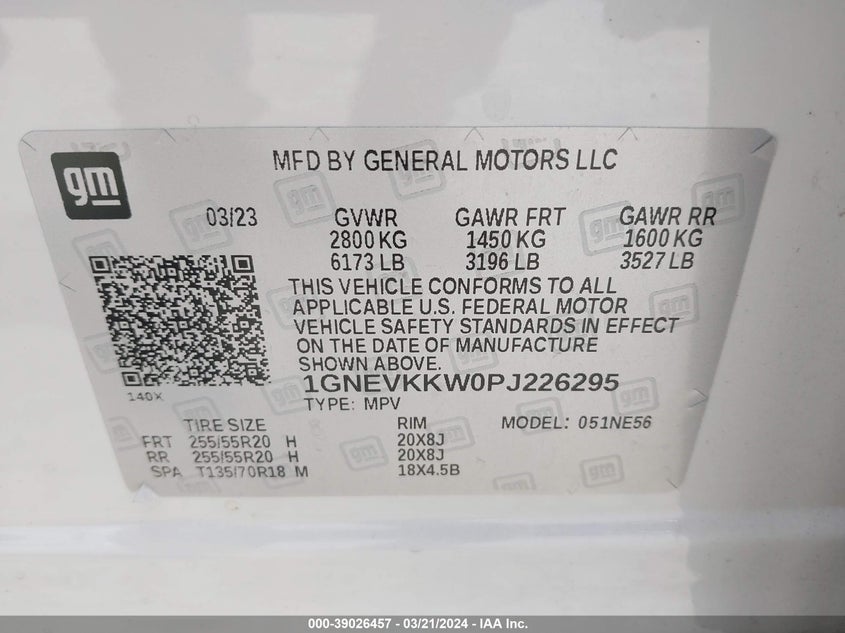 gm
MFD BY GENERAL MOTORS LLC
03/23 GVWR GAWR FRT GAWR RR
2800 KG 1450 KG 1600 KG
6173 LB 3196 LB 3527 LB
THIS VEHICLE CONFORMS TO ALL
APPLICABLE U.S. FEDERAL MOTOR
VEHICLE SAFETY STANDARDS IN EFFECT
ON THE DATE OF MANUFACTURE
SHOWN ABOVE.
140X
1GNEVKKW0PJ226295
TYPE: MPV
TIRE SIZE RIM MODEL: 051NE56
FRT 255/55R20 H 20X8J
RR 255/55R20 H 20X8J
SPA T135/70R18 M 18X4.5B
000-39026457 — 03/21/2024 — IAA Inc.